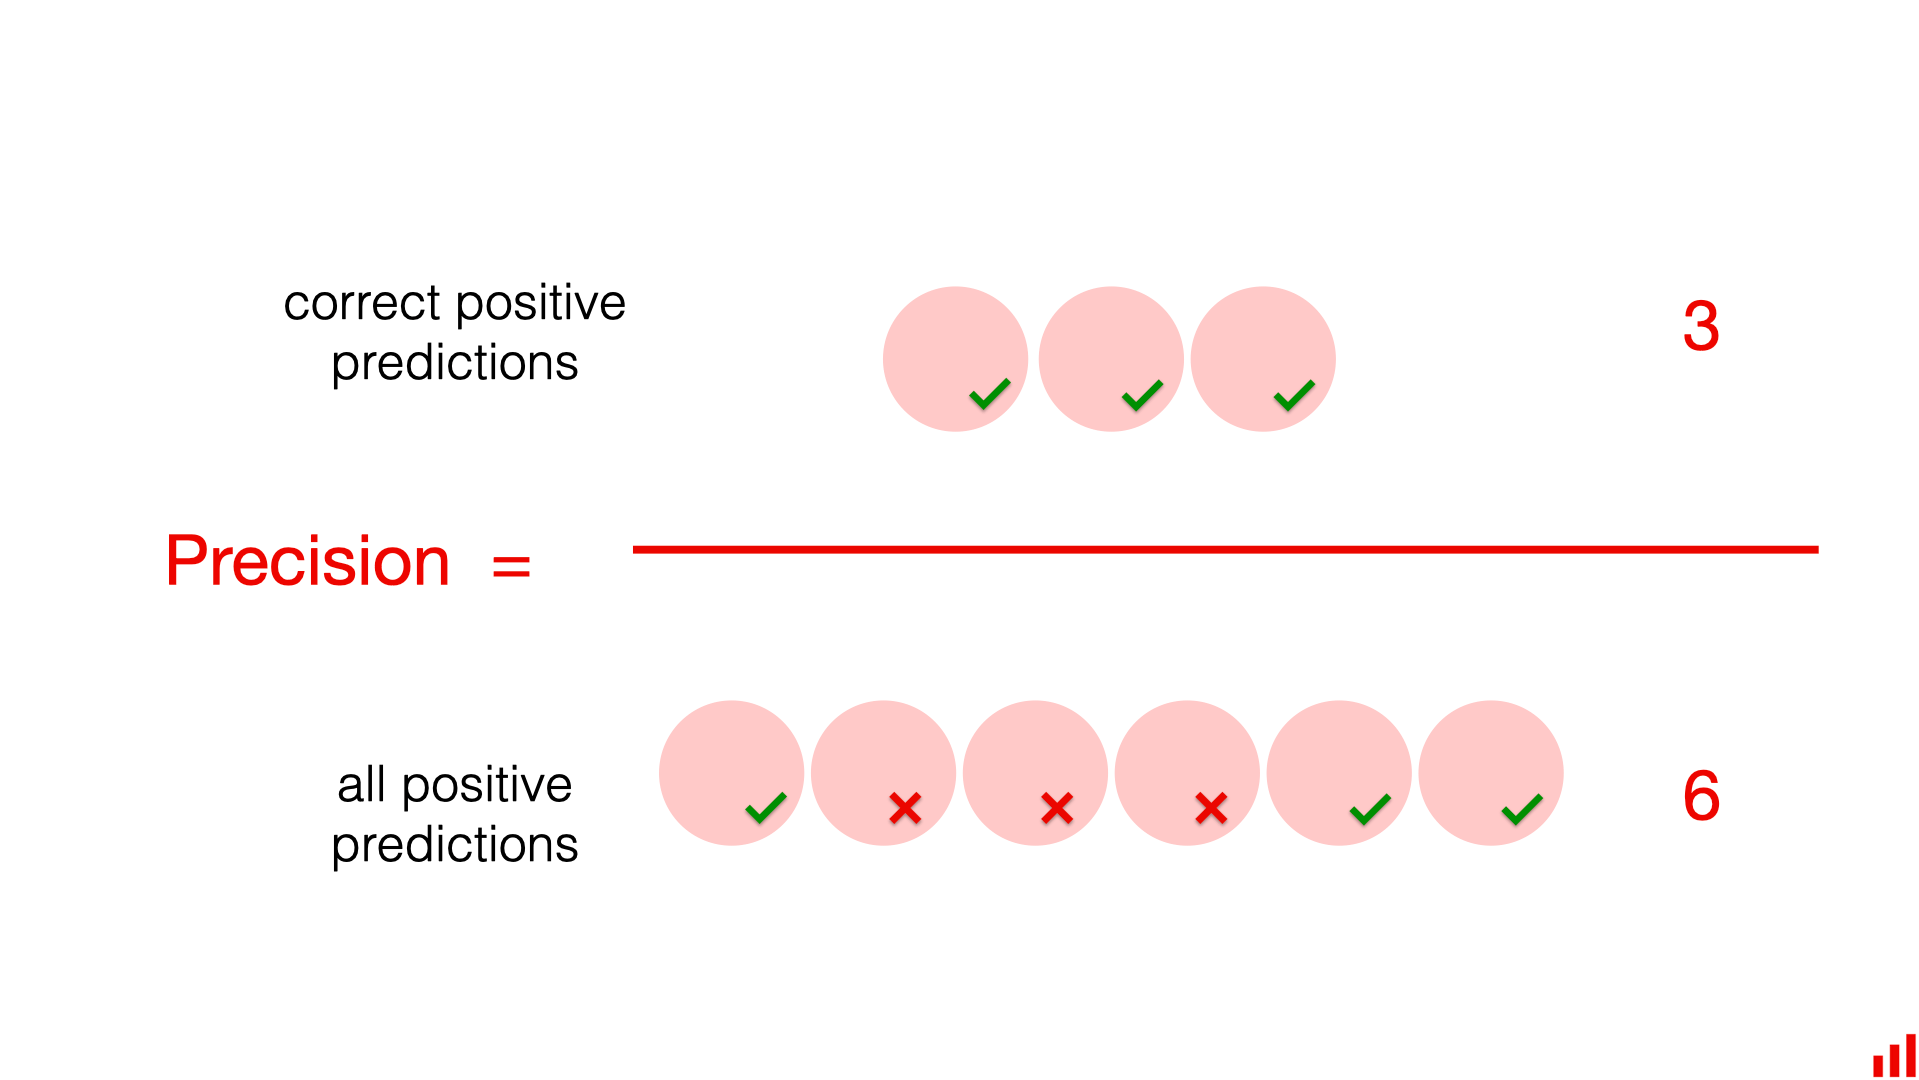 correct positive
predictions
3
Precision =
all positive
predictions
6